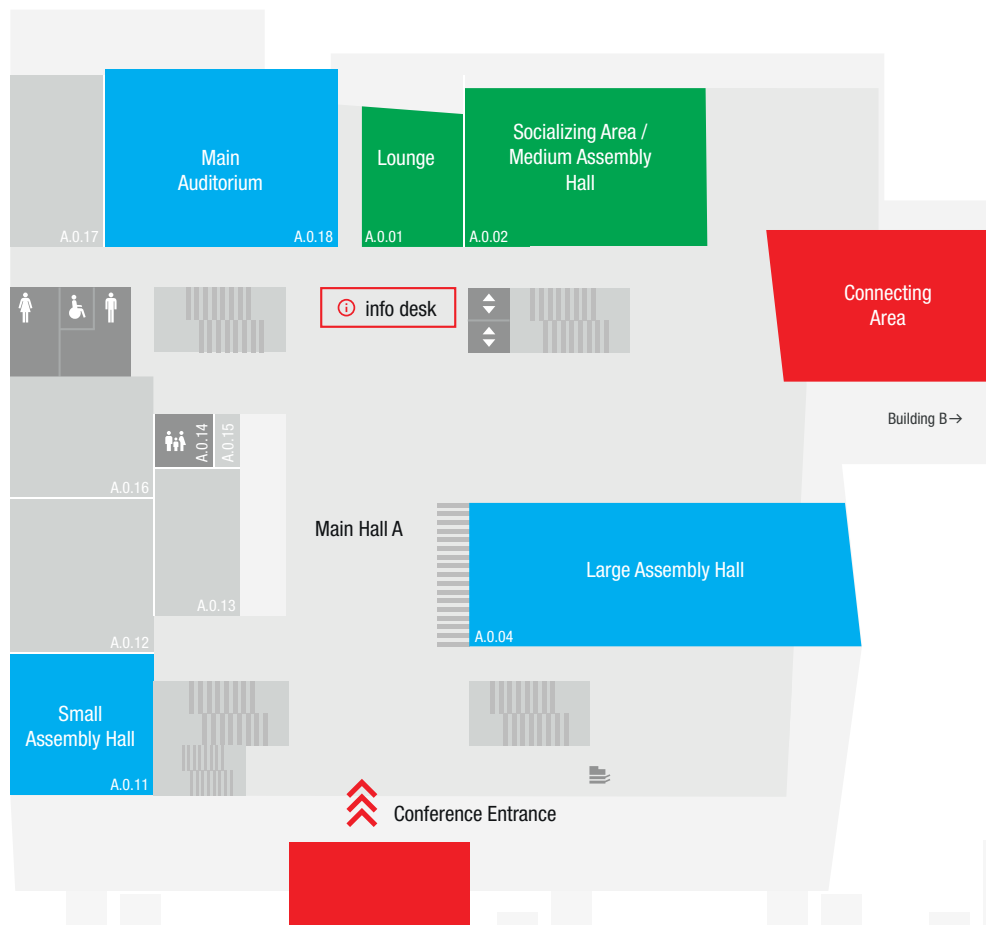 Main
Auditorium
Lounge
Socializing Area /
Medium Assembly
Hall
A.0.17
A.0.18
A.0.01
A.0.02
info desk
Connecting
Area
Building B→
A.0.14
A.0.15
A.0.16
Main Hall A
Large Assembly Hall
A.0.13
A.0.12
A.0.04
Small
Assembly Hall
A.0.11
Conference Entrance